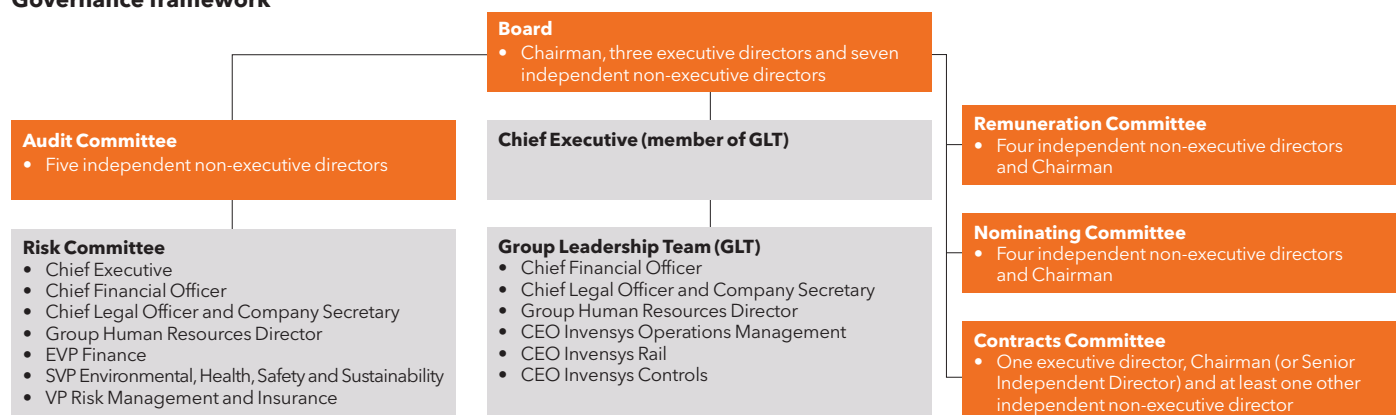 Governance framework
Board
• Chairman, three executive directors and seven
independent non-executive directors
Audit Committee
• Five independent non-executive directors
Risk Committee
• Chief Executive
• Chief Financial Officer
• Chief Legal Officer and Company Secretary
• Group Human Resources Director
• EVP Finance
• SVP Environmental, Health, Safety and Sustainability
• VP Risk Management and Insurance
Chief Executive (member of GLT)
Group Leadership Team (GLT)
• Chief Financial Officer
• Chief Legal Officer and Company Secretary
• Group Human Resources Director
• CEO Invensys Operations Management
• CEO Invensys Rail
• CEO Invensys Controls
Remuneration Committee
• Four independent non-executive directors
and Chairman
Nominating Committee
• Four independent non-executive directors
and Chairman
Contracts Committee
• One executive director, Chairman (or Senior
Independent Director) and at least one other
independent non-executive director